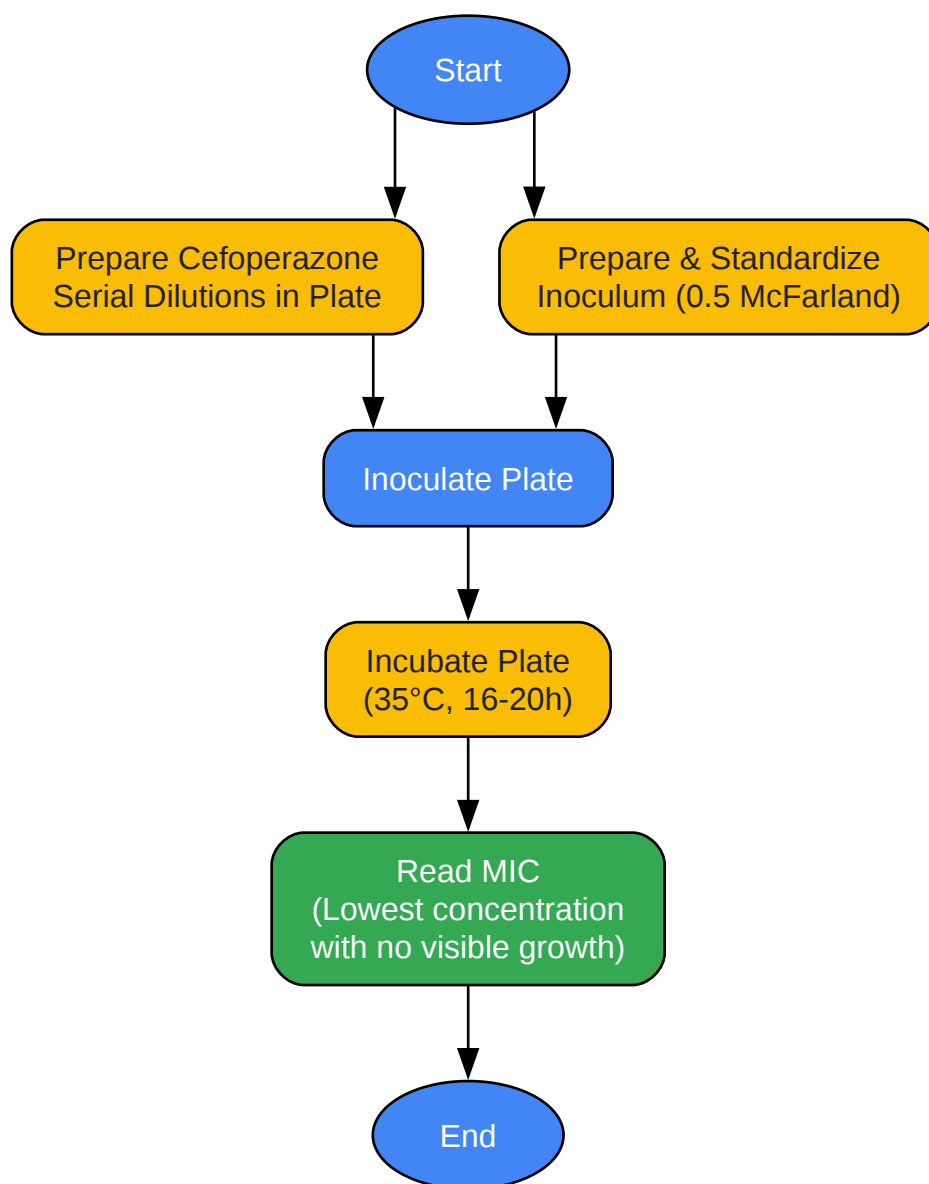 Start
Prepare Cefoperazone
Serial Dilutions in Plate
Prepare & Standardize
Inoculum (0.5 McFarland)
Inoculate Plate
Incubate Plate
(35°C, 16-20h)
Read MIC
(Lowest concentration
with no visible growth)
End